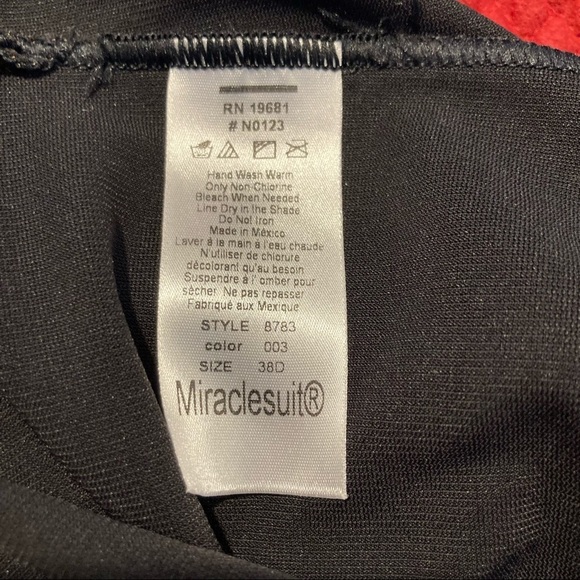 RN 19681
# N0123
Hand Wash Warm
Only Non-Chlorine
Bleach When Needed
Line Dry in the Shade
Do Not Iron
Made in México
Laver à la main à l'eau chaude
N'utiliser de chlorure
décolorant qu'au besoin
Suspendre à l' omber pour
sécher. Ne pas repasser
Fabriqué aux Mexique
STYLE 8783
color 003
SIZE 38D
Miraclesuit®